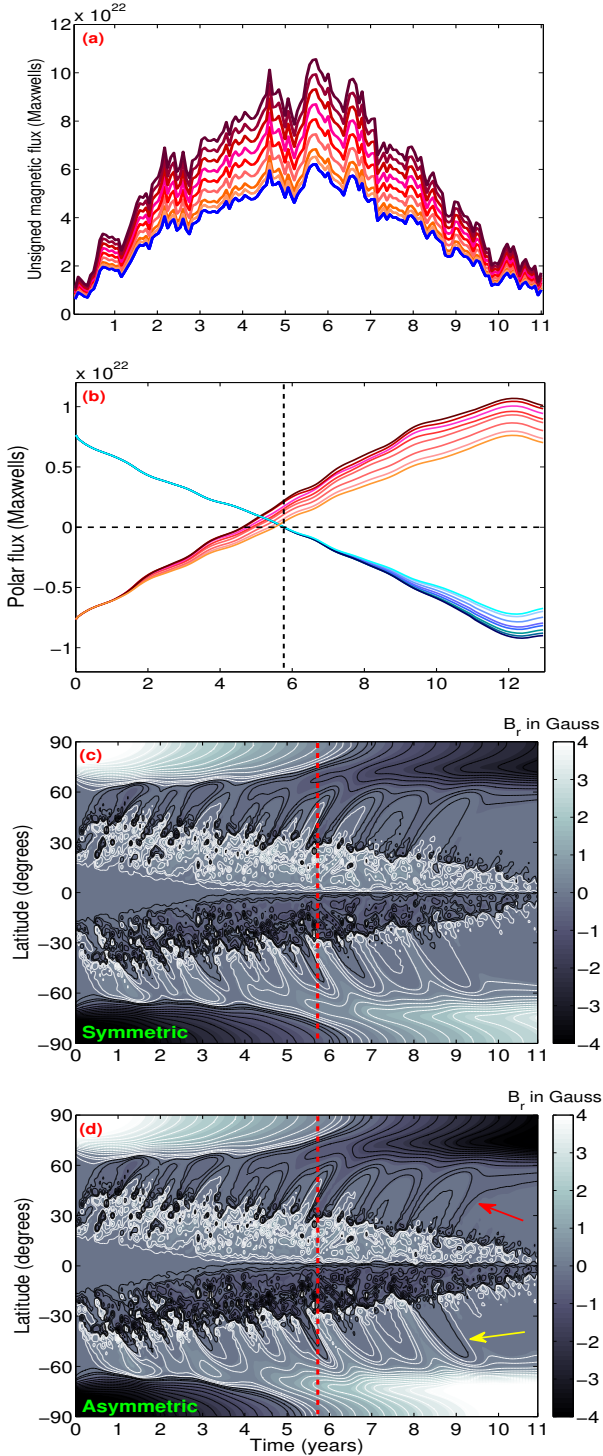 x 10^22
(a)
Unsigned magnetic flux (Maxwells)
12
10
8
6
4
2
0
1 2 3 4 5 6 7 8 9 10 11
x 10^22
(b)
Polar flux (Maxwells)
1
0.5
0
−0.5
−1
0 2 4 6 8 10 12
B_r in Gauss
(c)
Latitude (degrees)
90
60
30
0
−30
−60
−90
Symmetric
0 1 2 3 4 5 6 7 8 9 10 11
4
3
2
1
0
−1
−2
−3
−4
B_r in Gauss
(d)
Latitude (degrees)
90
60
30
0
−30
−60
−90
Asymmetric
0 1 2 3 4 5 6 7 8 9 10 11
Time (years)
4
3
2
1
0
−1
−2
−3
−4